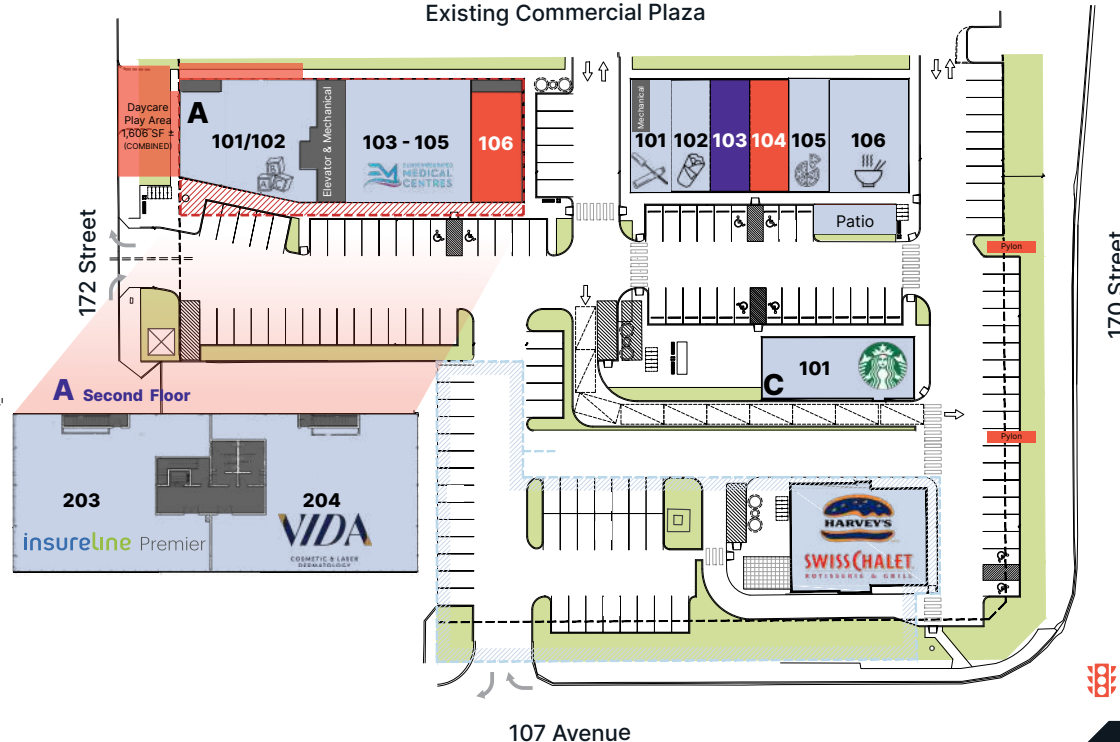 Existing Commercial Plaza
Daycare
Play Area
1,606 SF ±
(COMBINED)
A
101/102
Elevator & Mechanical
103 - 105
MEDICAL
CENTRES
106
Mechanical
101
102
103
104
105
106
Patio
172 Street
170 Street
Pylon
A Second Floor
C
101
Pylon
203
204
insureline Premier
VIDA
COSMETIC & LASER
DERMATOLOGY
HARVEY'S
SWISS CHALET
ROTISSERIE & GRILL
107 Avenue